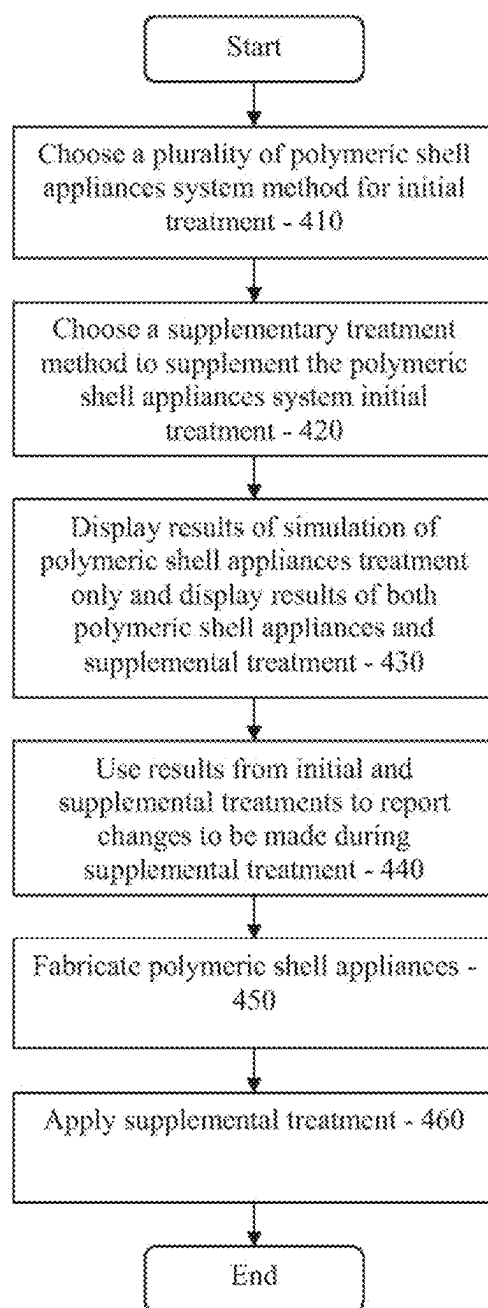 Start
Choose a plurality of polymeric shell
appliances system method for initial
treatment - 410
Choose a supplementary treatment
method to supplement the polymeric
shell appliances system initial
treatment - 420
Display results of simulation of
polymeric shell appliances treatment
only and display results of both
polymeric shell appliances and
supplemental treatment - 430
Use results from initial and
supplemental treatments to report
changes to be made during
supplemental treatment - 440
Fabricate polymeric shell appliances -
450
Apply supplemental treatment - 460
End